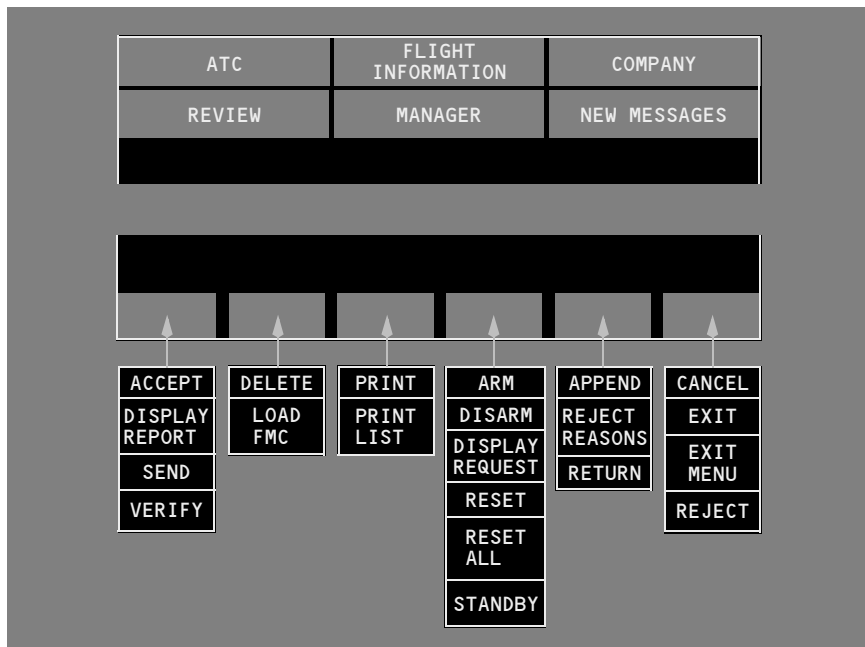 ATC
FLIGHT
INFORMATION
COMPANY
REVIEW
MANAGER
NEW MESSAGES
ACCEPT
DISPLAY
REPORT
SEND
VERIFY
DELETE
LOAD
FMC
PRINT
PRINT
LIST
ARM
DISARM
DISPLAY
REQUEST
RESET
RESET
ALL
STANDBY
APPEND
REJECT
REASONS
RETURN
CANCEL
EXIT
EXIT
MENU
REJECT